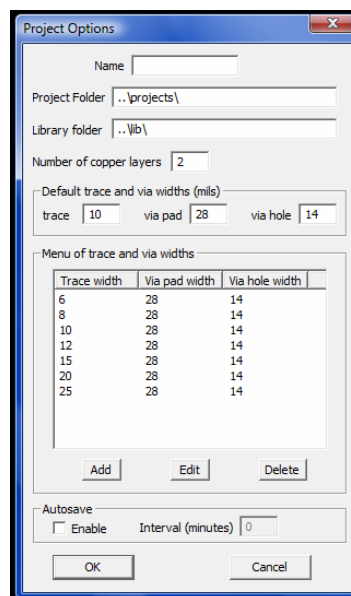 Project Options
Name
Project Folder ..\projects\
Library folder ..\lib\
Number of copper layers 2
Default trace and via widths (mils)
trace 10 via pad 28 via hole 14
Menu of trace and via widths
Trace width Via pad width Via hole width
6 28 14
8 28 14
10 28 14
12 28 14
15 28 14
20 28 14
25 28 14
Add Edit Delete
Autosave
Enable Interval (minutes) 0
OK Cancel